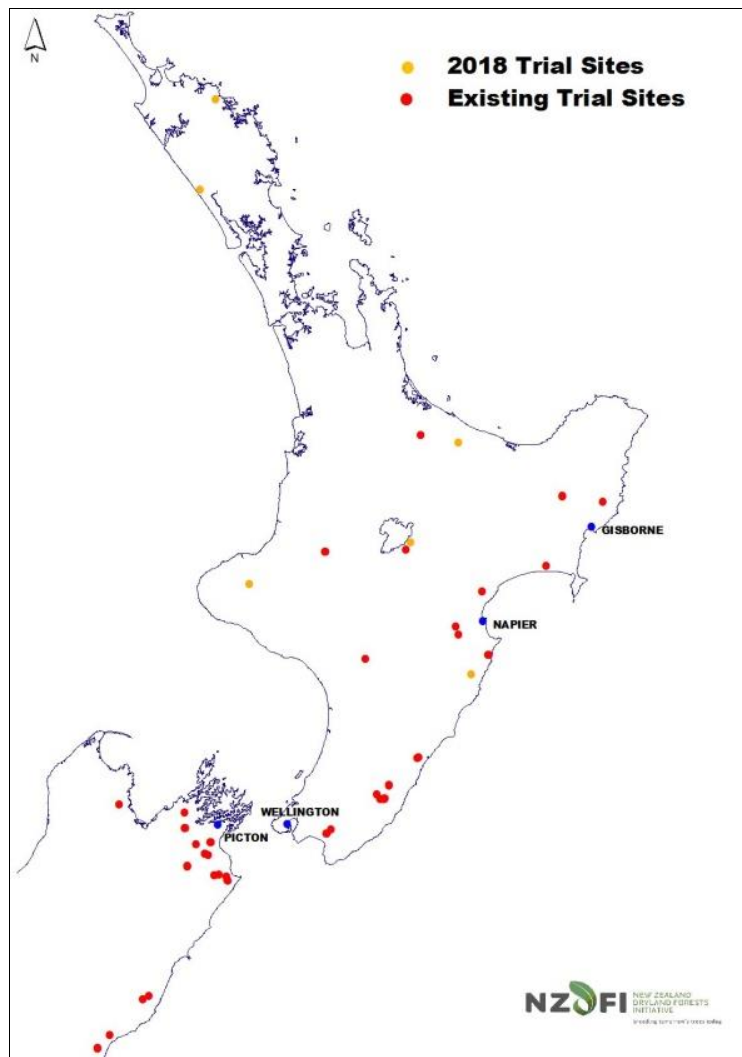 N
2018 Trial Sites
Existing Trial Sites
GISBORNE
NAPIER
WELLINGTON
PICTON
NZDFI
NEW ZEALAND
DRYLAND FORESTS
INITIATIVE